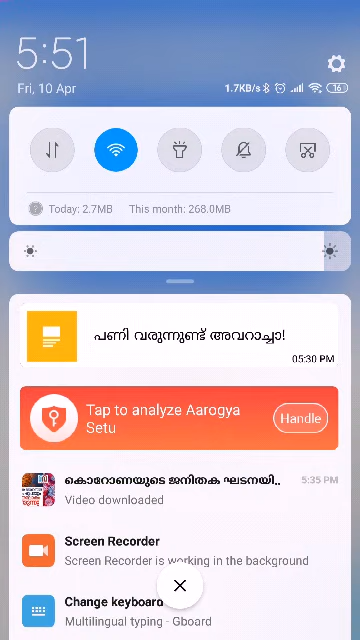 5:51
Fri, 10 Apr
1.7KB/s
16
Today: 2.7MB
This month: 268.0MB
പണി വരുന്നുണ്ട് അവറാച്ചാ!
05:30 PM
Tap to analyze Aarogya
Setu
Handle
കൊറോണയുടെ ജനിതക ഘടനയി..
5:35 PM
Video downloaded
Screen Recorder
Screen Recorder is working in the background
Change keyboard
Multilingual typing - Gboard